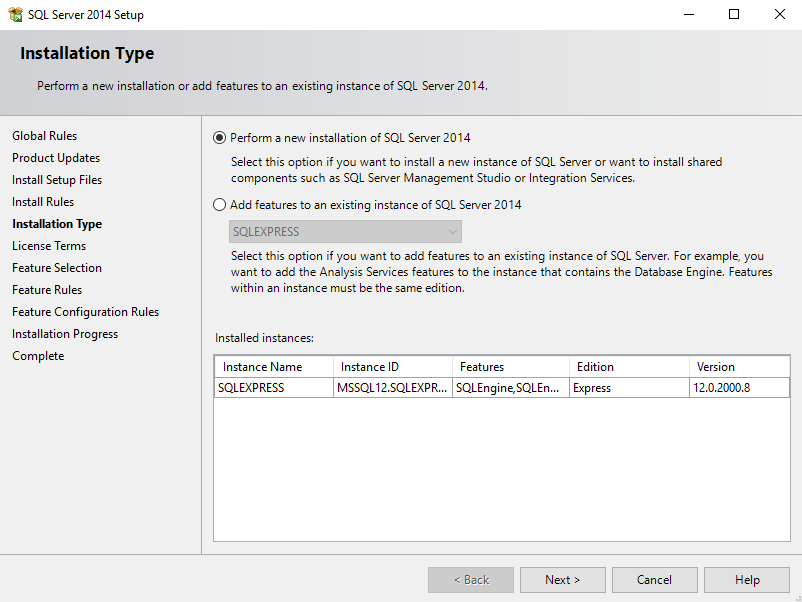 SQL Server 2014 Setup
Installation Type
Perform a new installation or add features to an existing instance of SQL Server 2014.
Global Rules
Product Updates
Install Setup Files
Install Rules
Installation Type
License Terms
Feature Selection
Feature Rules
Feature Configuration Rules
Installation Progress
Complete
Perform a new installation of SQL Server 2014
Select this option if you want to install a new instance of SQL Server or want to install shared
components such as SQL Server Management Studio or Integration Services.
Add features to an existing instance of SQL Server 2014
SQLEXPRESS
Select this option if you want to add features to an existing instance of SQL Server. For example, you
want to add the Analysis Services features to the instance that contains the Database Engine. Features
within an instance must be the same edition.
Installed instances:
Instance Name Instance ID Features Edition Version
SQLEXPRESS MSSQL12.SQLEXPR... SQLEngine,SQLEn... Express 12.0.2000.8
< Back Next > Cancel Help